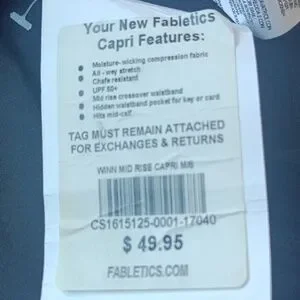 Your New Fabletics
Capri Features:
Moisture-wicking compression fabric
All - way stretch
Chafe resistant
UPF 50+
Mid rise crossover waistband
Hidden waistband pocket for key or card
Hits mid-calf
TAG MUST REMAIN ATTACHED
FOR EXCHANGES & RETURNS
WINN MID RISE CAPRI M/6
CS1615125-0001-17040
$ 49.95
FABLETICS.COM